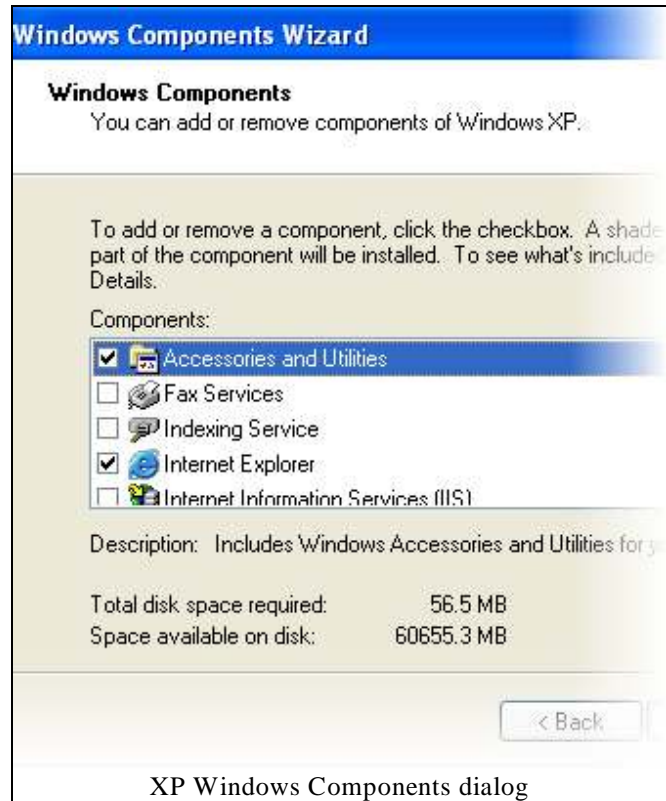 Windows Components Wizard
Windows Components
You can add or remove components of Windows XP.
To add or remove a component, click the checkbox. A shade
part of the component will be installed. To see what's include
Details.
Components:
Accessories and Utilities
Fax Services
Indexing Service
Internet Explorer
Internet Information Services (IIS)
Description: Includes Windows Accessories and Utilities for
Total disk space required: 56.5 MB
Space available on disk: 60655.3 MB
< Back
XP Windows Components dialog